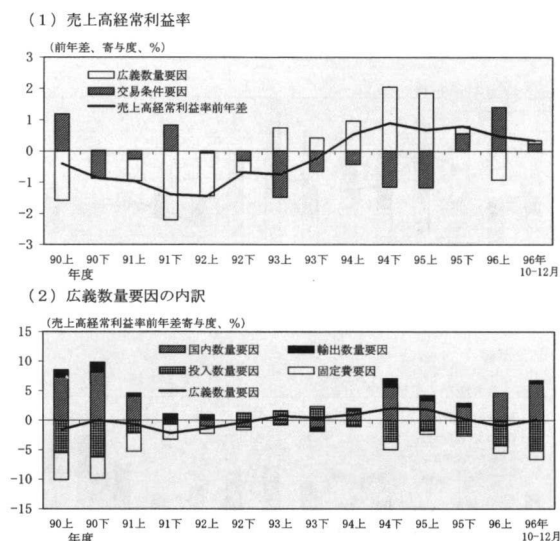 (1) 売上高経常利益率
(前年差、寄与度、%)
3
2
1
0
-1
-2
-3
広義数量要因
交易条件要因
売上高経常利益率前年差
90上 90下 91上 91下 92上 92下 93上 93下 94上 94下 95上 95下 96上 96年
年度 10-12月
(2) 広義数量要因の内訳
(売上高経常利益率前年差寄与度、%)
15
10
5
0
-5
-10
-15
国内数量要因 輸出数量要因
投入数量要因 固定費要因
広義数量要因
90上 90下 91上 91下 92上 92下 93上 93下 94上 94下 95上 95下 96上 96年
年度 10-12月